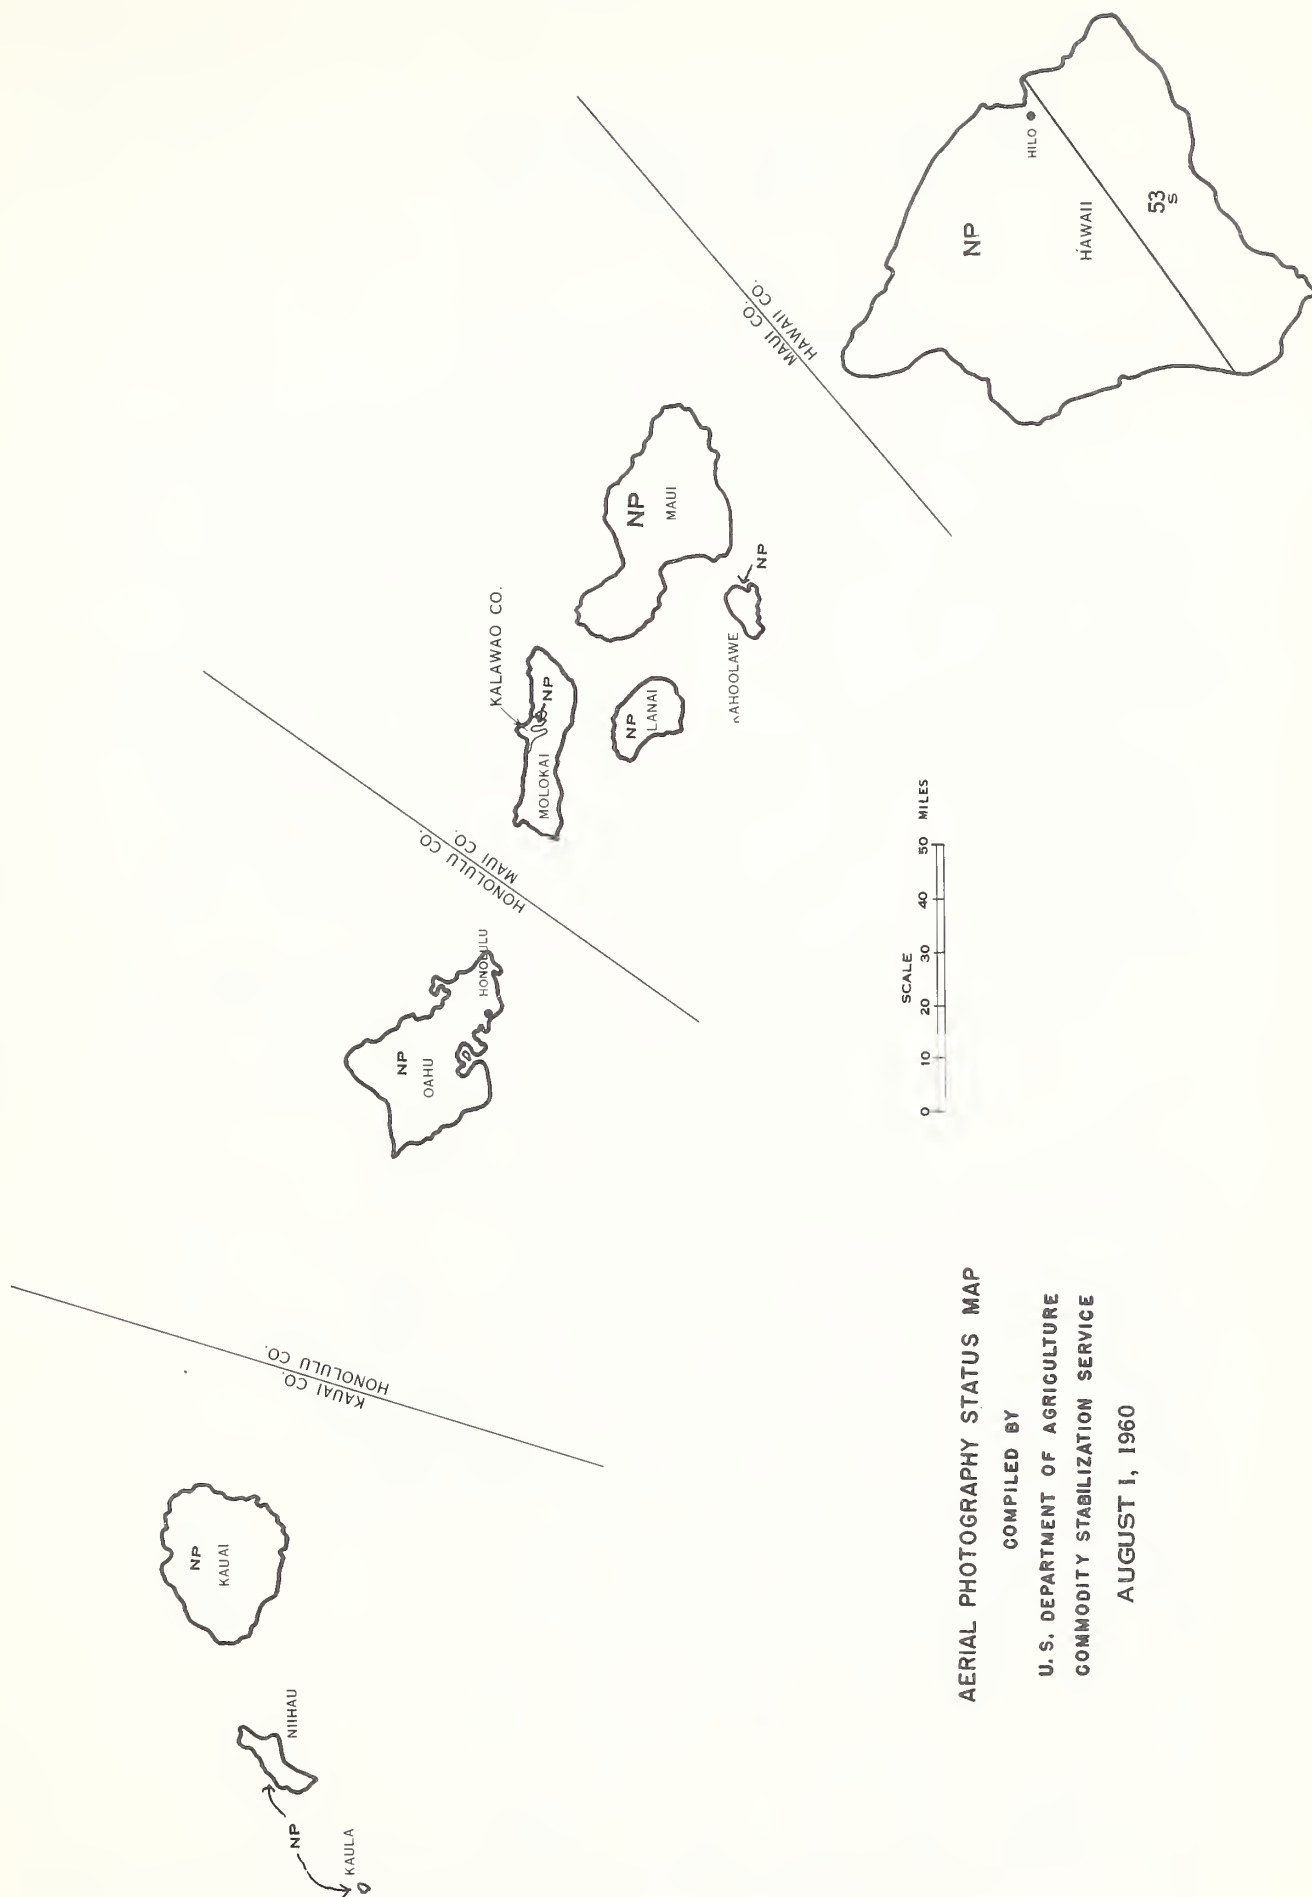 KAUAI CO.
HONOLULU CO.
HONOLULU CO.
MAUI CO.
MAUI CO.
HAWAII CO.
NP
KAULA
NIIHAU
NP
KAUAI
NP
OAHU
HONOLULU
KALAWAO CO.
MOLOKAI
NP
NP
LANAI
NP
MAUI
AHOOLAWE
NP
NP
HILO
HAWAII
53
S
SCALE
0 10 20 30 40 50 MILES
AERIAL PHOTOGRAPHY STATUS MAP
COMPILED BY
U.S. DEPARTMENT OF AGRICULTURE
COMMODITY STABILIZATION SERVICE
AUGUST 1, 1960